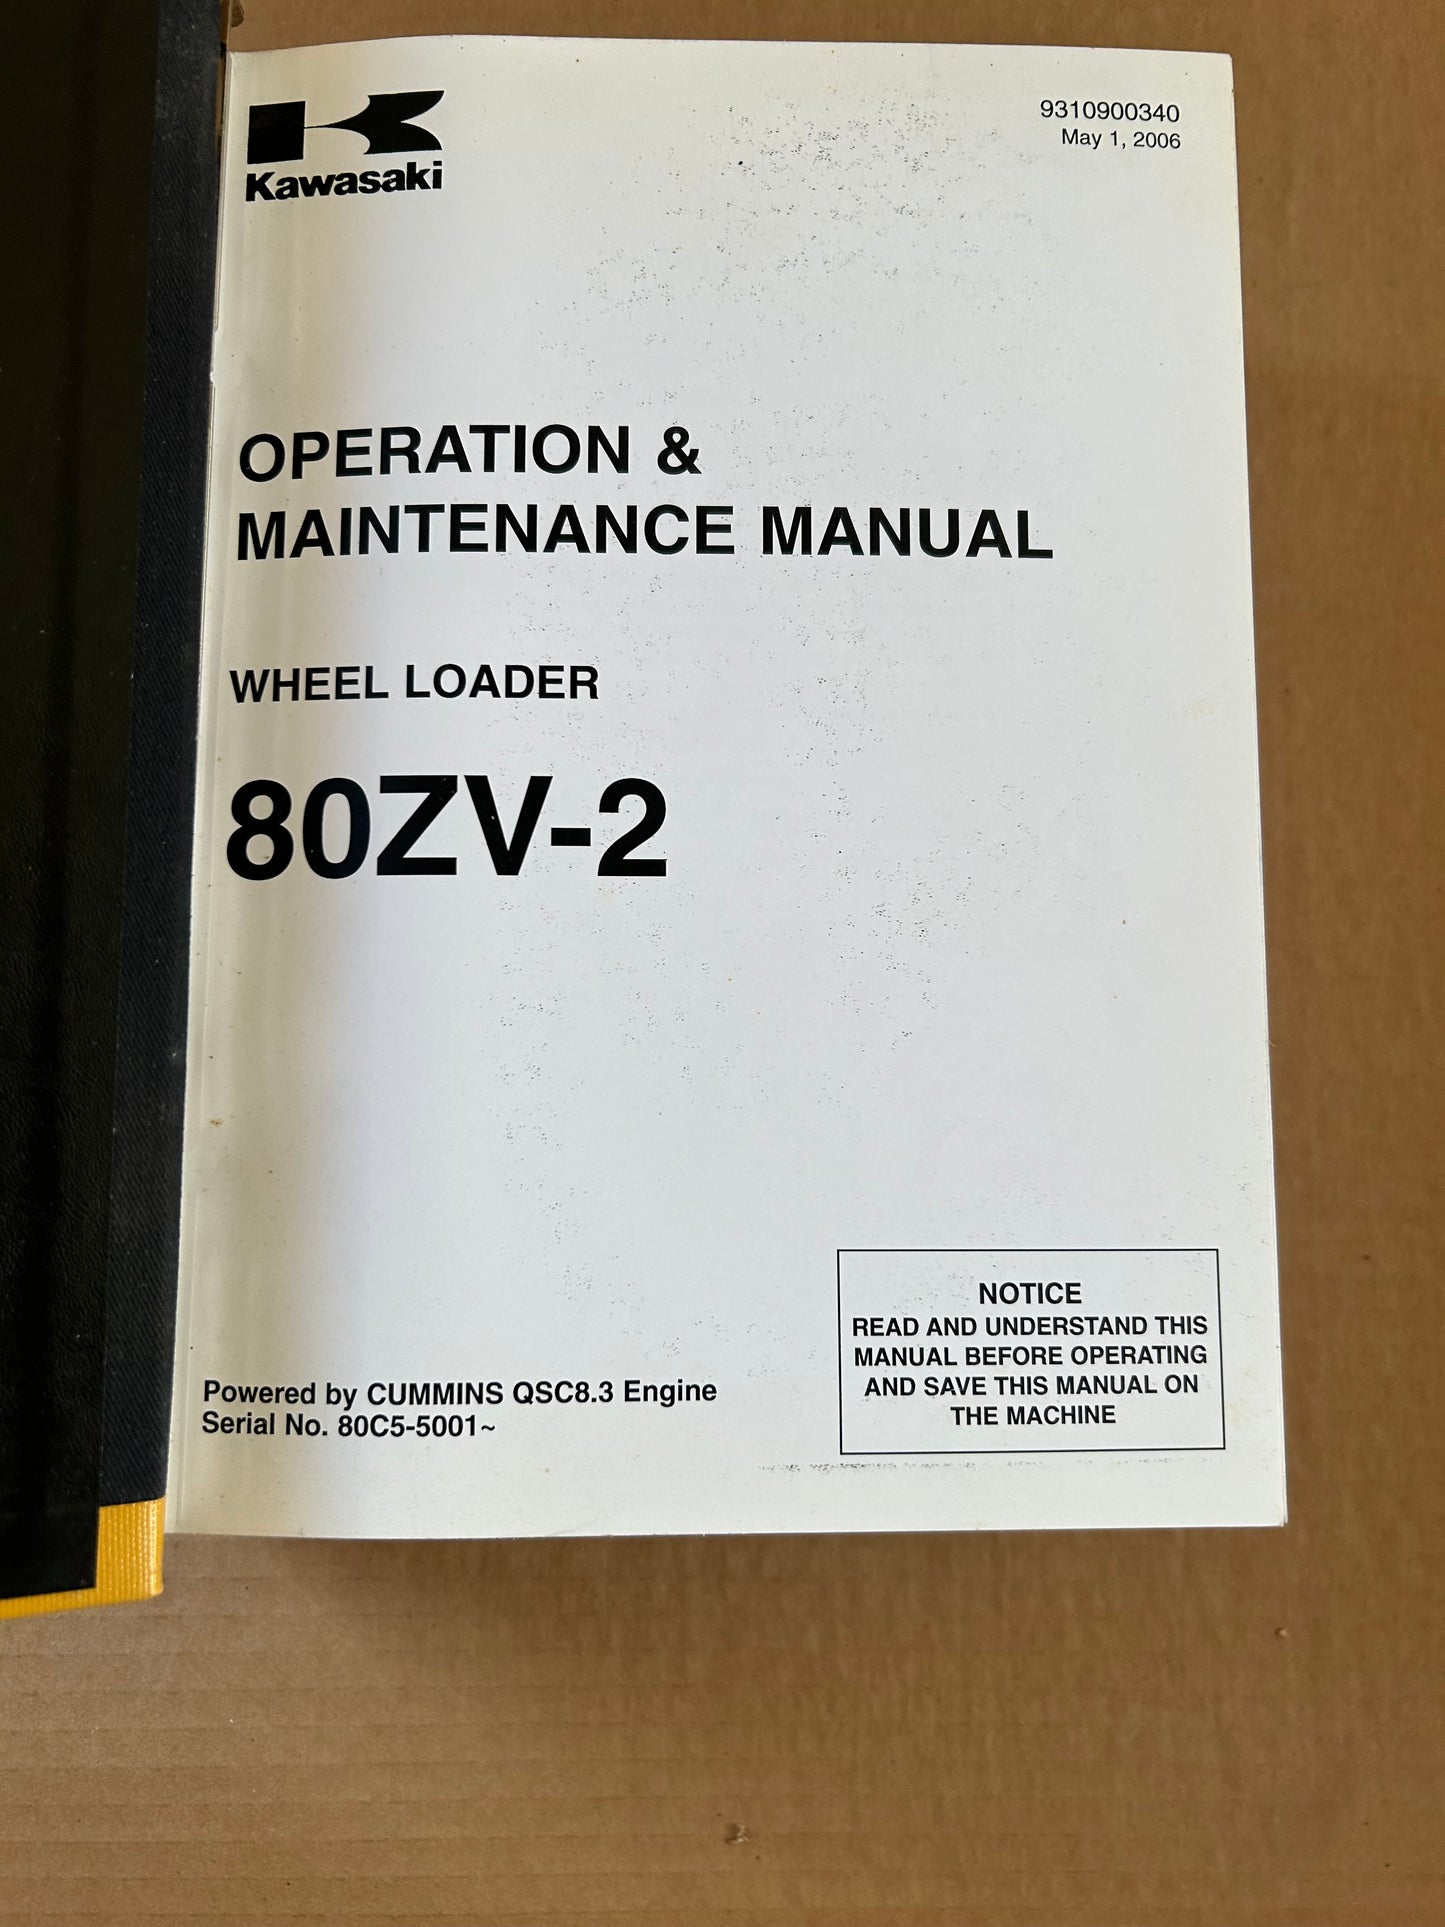 Kawasaki
9310900340
May 1, 2006
OPERATION &
MAINTENANCE MANUAL
WHEEL LOADER
80ZV-2
Powered by CUMMINS QSC8.3 Engine
Serial No. 80C5-5001~
NOTICE
READ AND UNDERSTAND THIS
MANUAL BEFORE OPERATING
AND SAVE THIS MANUAL ON
THE MACHINE